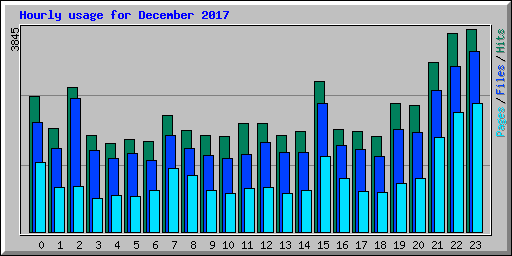 Hourly usage for December 2017
3845
Pages / Files / Hits
0 1 2 3 4 5 6 7 8 9 10 11 12 13 14 15 16 17 18 19 20 21 22 23